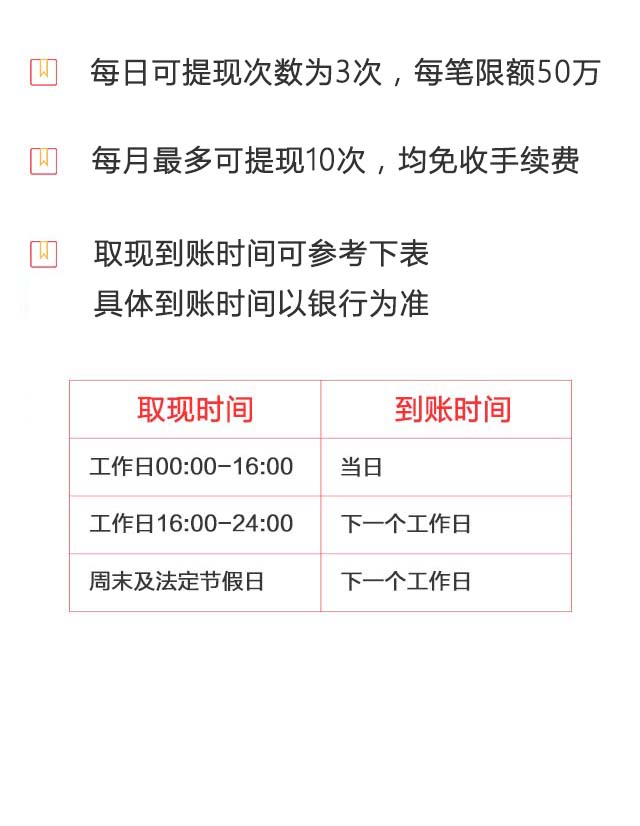 每日可提现次数为3次，每笔限额50万
每月最多可提现10次，均免收手续费
取现到账时间可参考下表
具体到账时间以银行为准
取现时间 到账时间
工作日00:00-16:00 当日
工作日16:00-24:00 下一个工作日
周末及法定节假日 下一个工作日